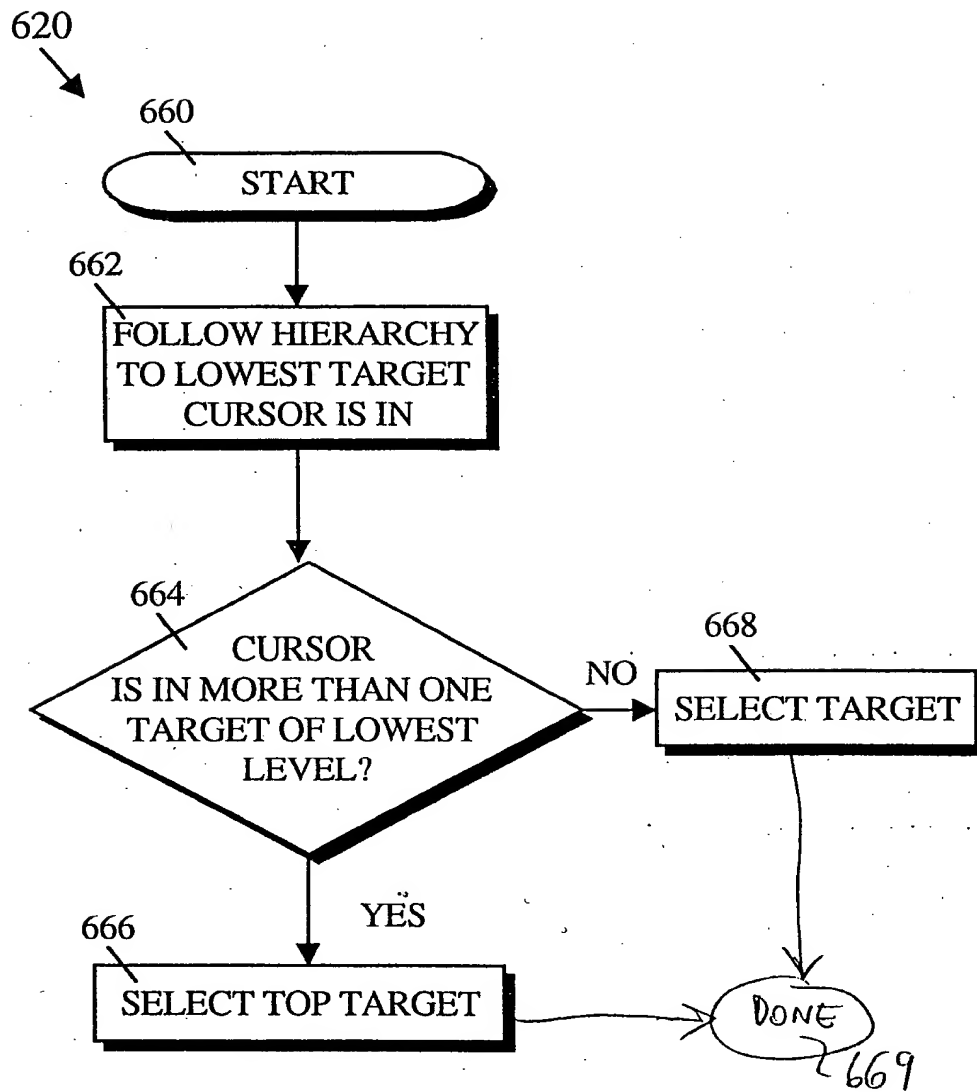 620
660
START
662
FOLLOW HIERARCHY
TO LOWEST TARGET
CURSOR IS IN
664
CURSOR
IS IN MORE THAN ONE
TARGET OF LOWEST
LEVEL?
NO
668
SELECT TARGET
YES
666
SELECT TOP TARGET
DONE
669